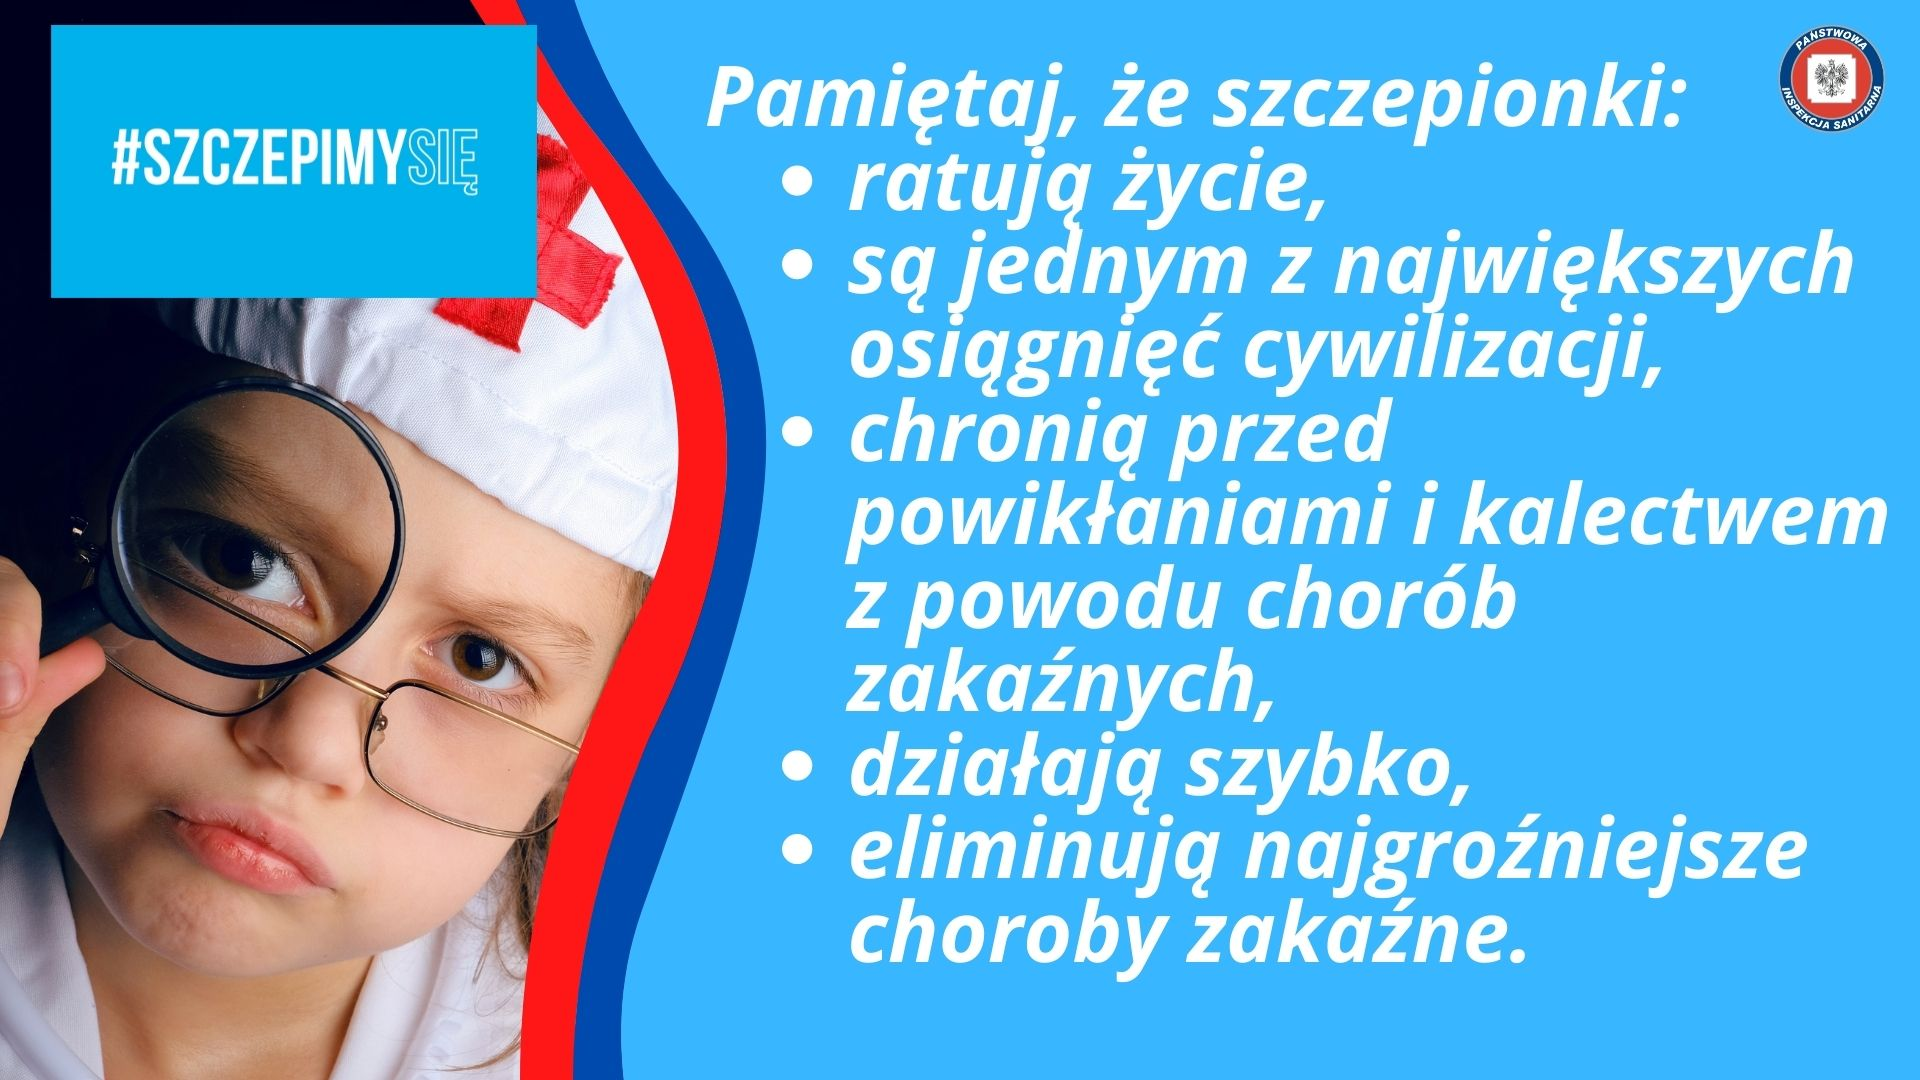 #SZCZEPIMYSIĘ
PAŃSTWOWA
INSPEKCJA SANITARNA
Pamiętaj, że szczepionki:
• ratują życie,
• są jednym z największych
osiągnięć cywilizacji,
• chronią przed
powikłaniami i kalectwem
z powodu chorób
zakaźnych,
• działają szybko,
• eliminują najgroźniejsze
choroby zakaźne.